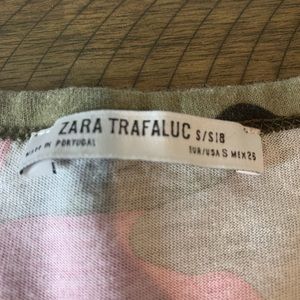 ZARA TRAFALUC S/S18
MADE IN
PORTUGAL
EUR/USA S MEX 26